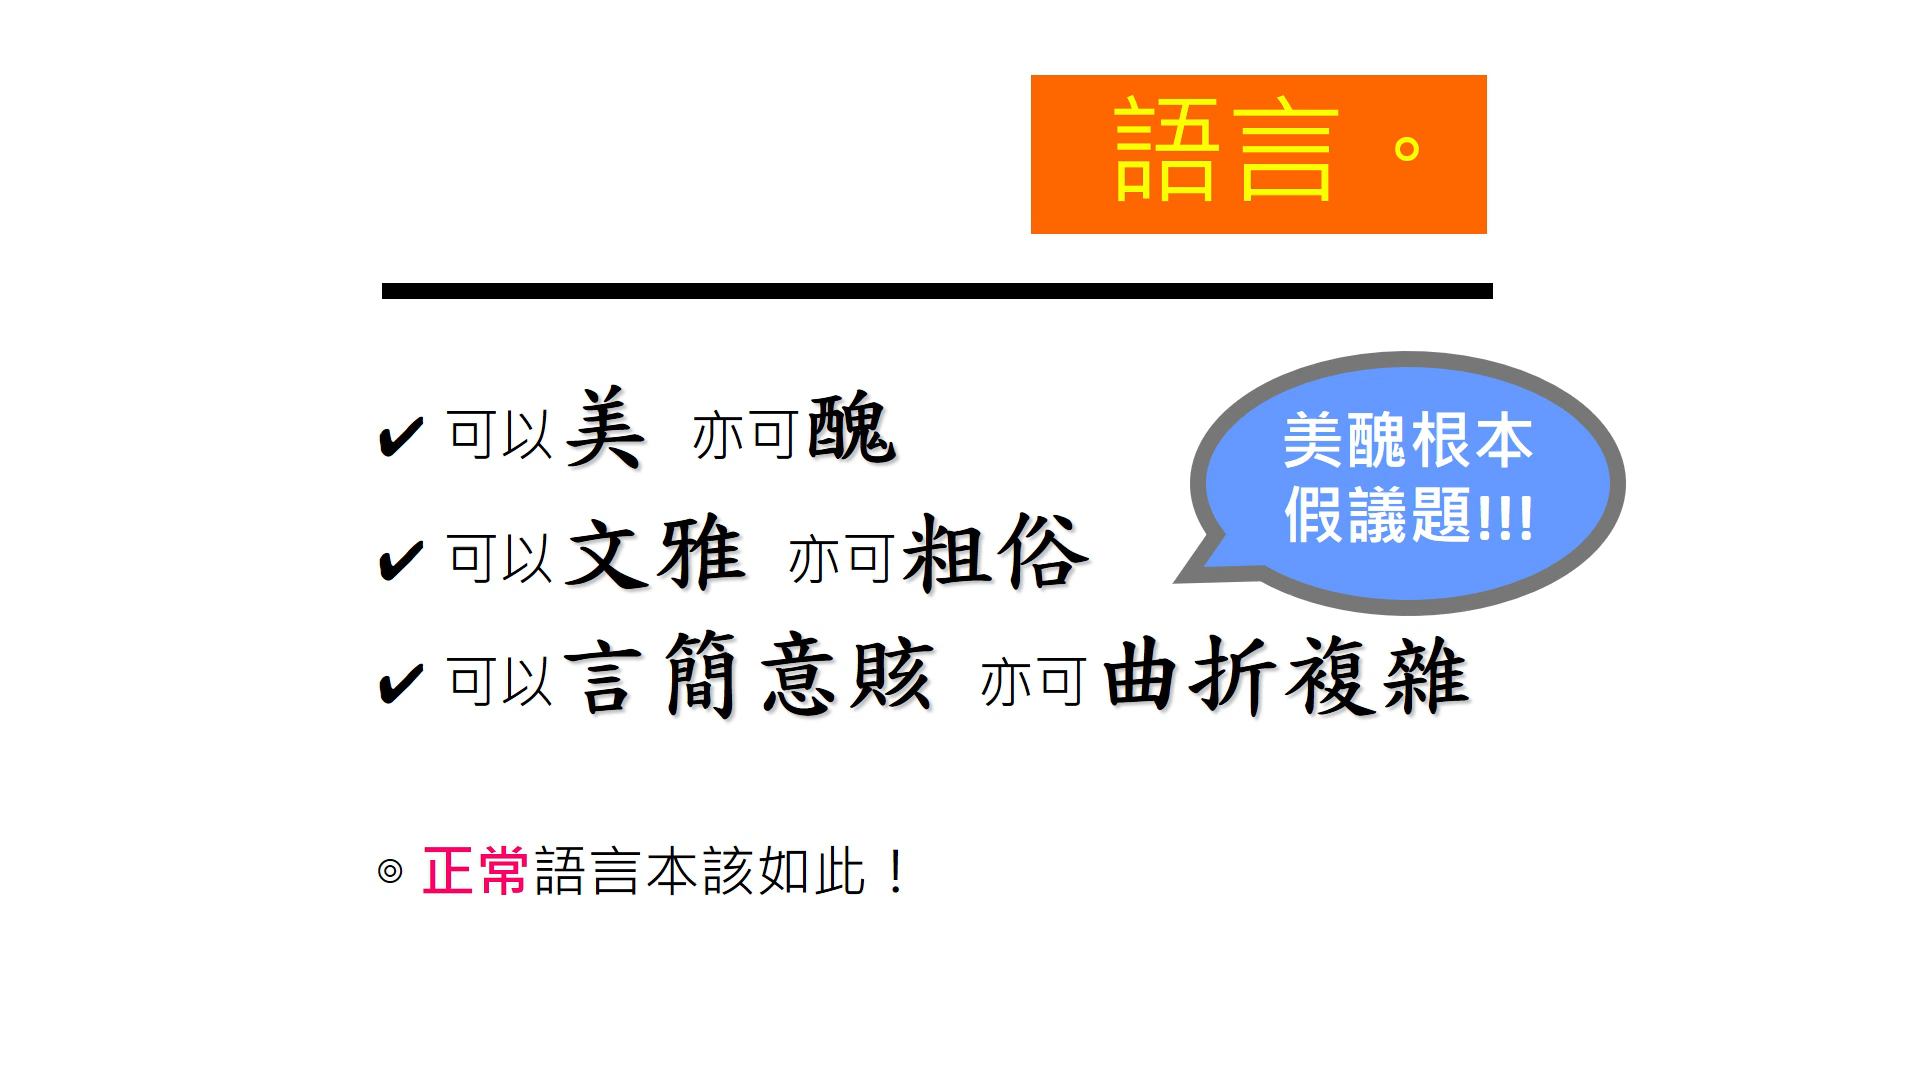 語言。
✔ 可以美 亦可醜
✔ 可以文雅 亦可粗俗
✔ 可以言簡意賅 亦可曲折複雜
美醜根本
假議題!!!
◎ 正常語言本該如此！